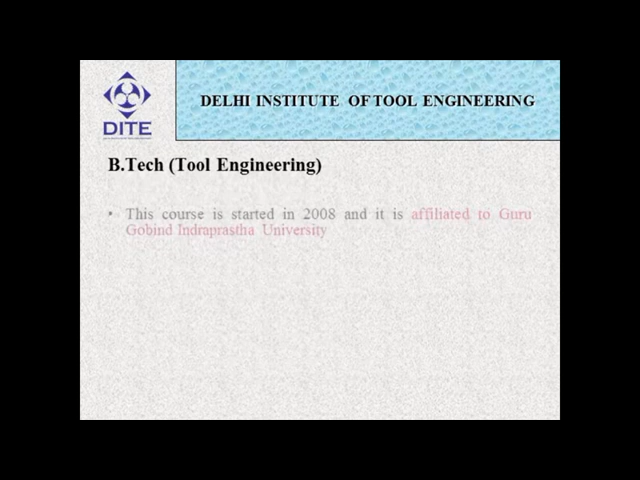 DITE
DELHI INSTITUTE OF TOOL ENGINEERING
B.Tech (Tool Engineering)
• This course is started in 2008 and it is affiliated to Guru
Gobind Indraprastha University